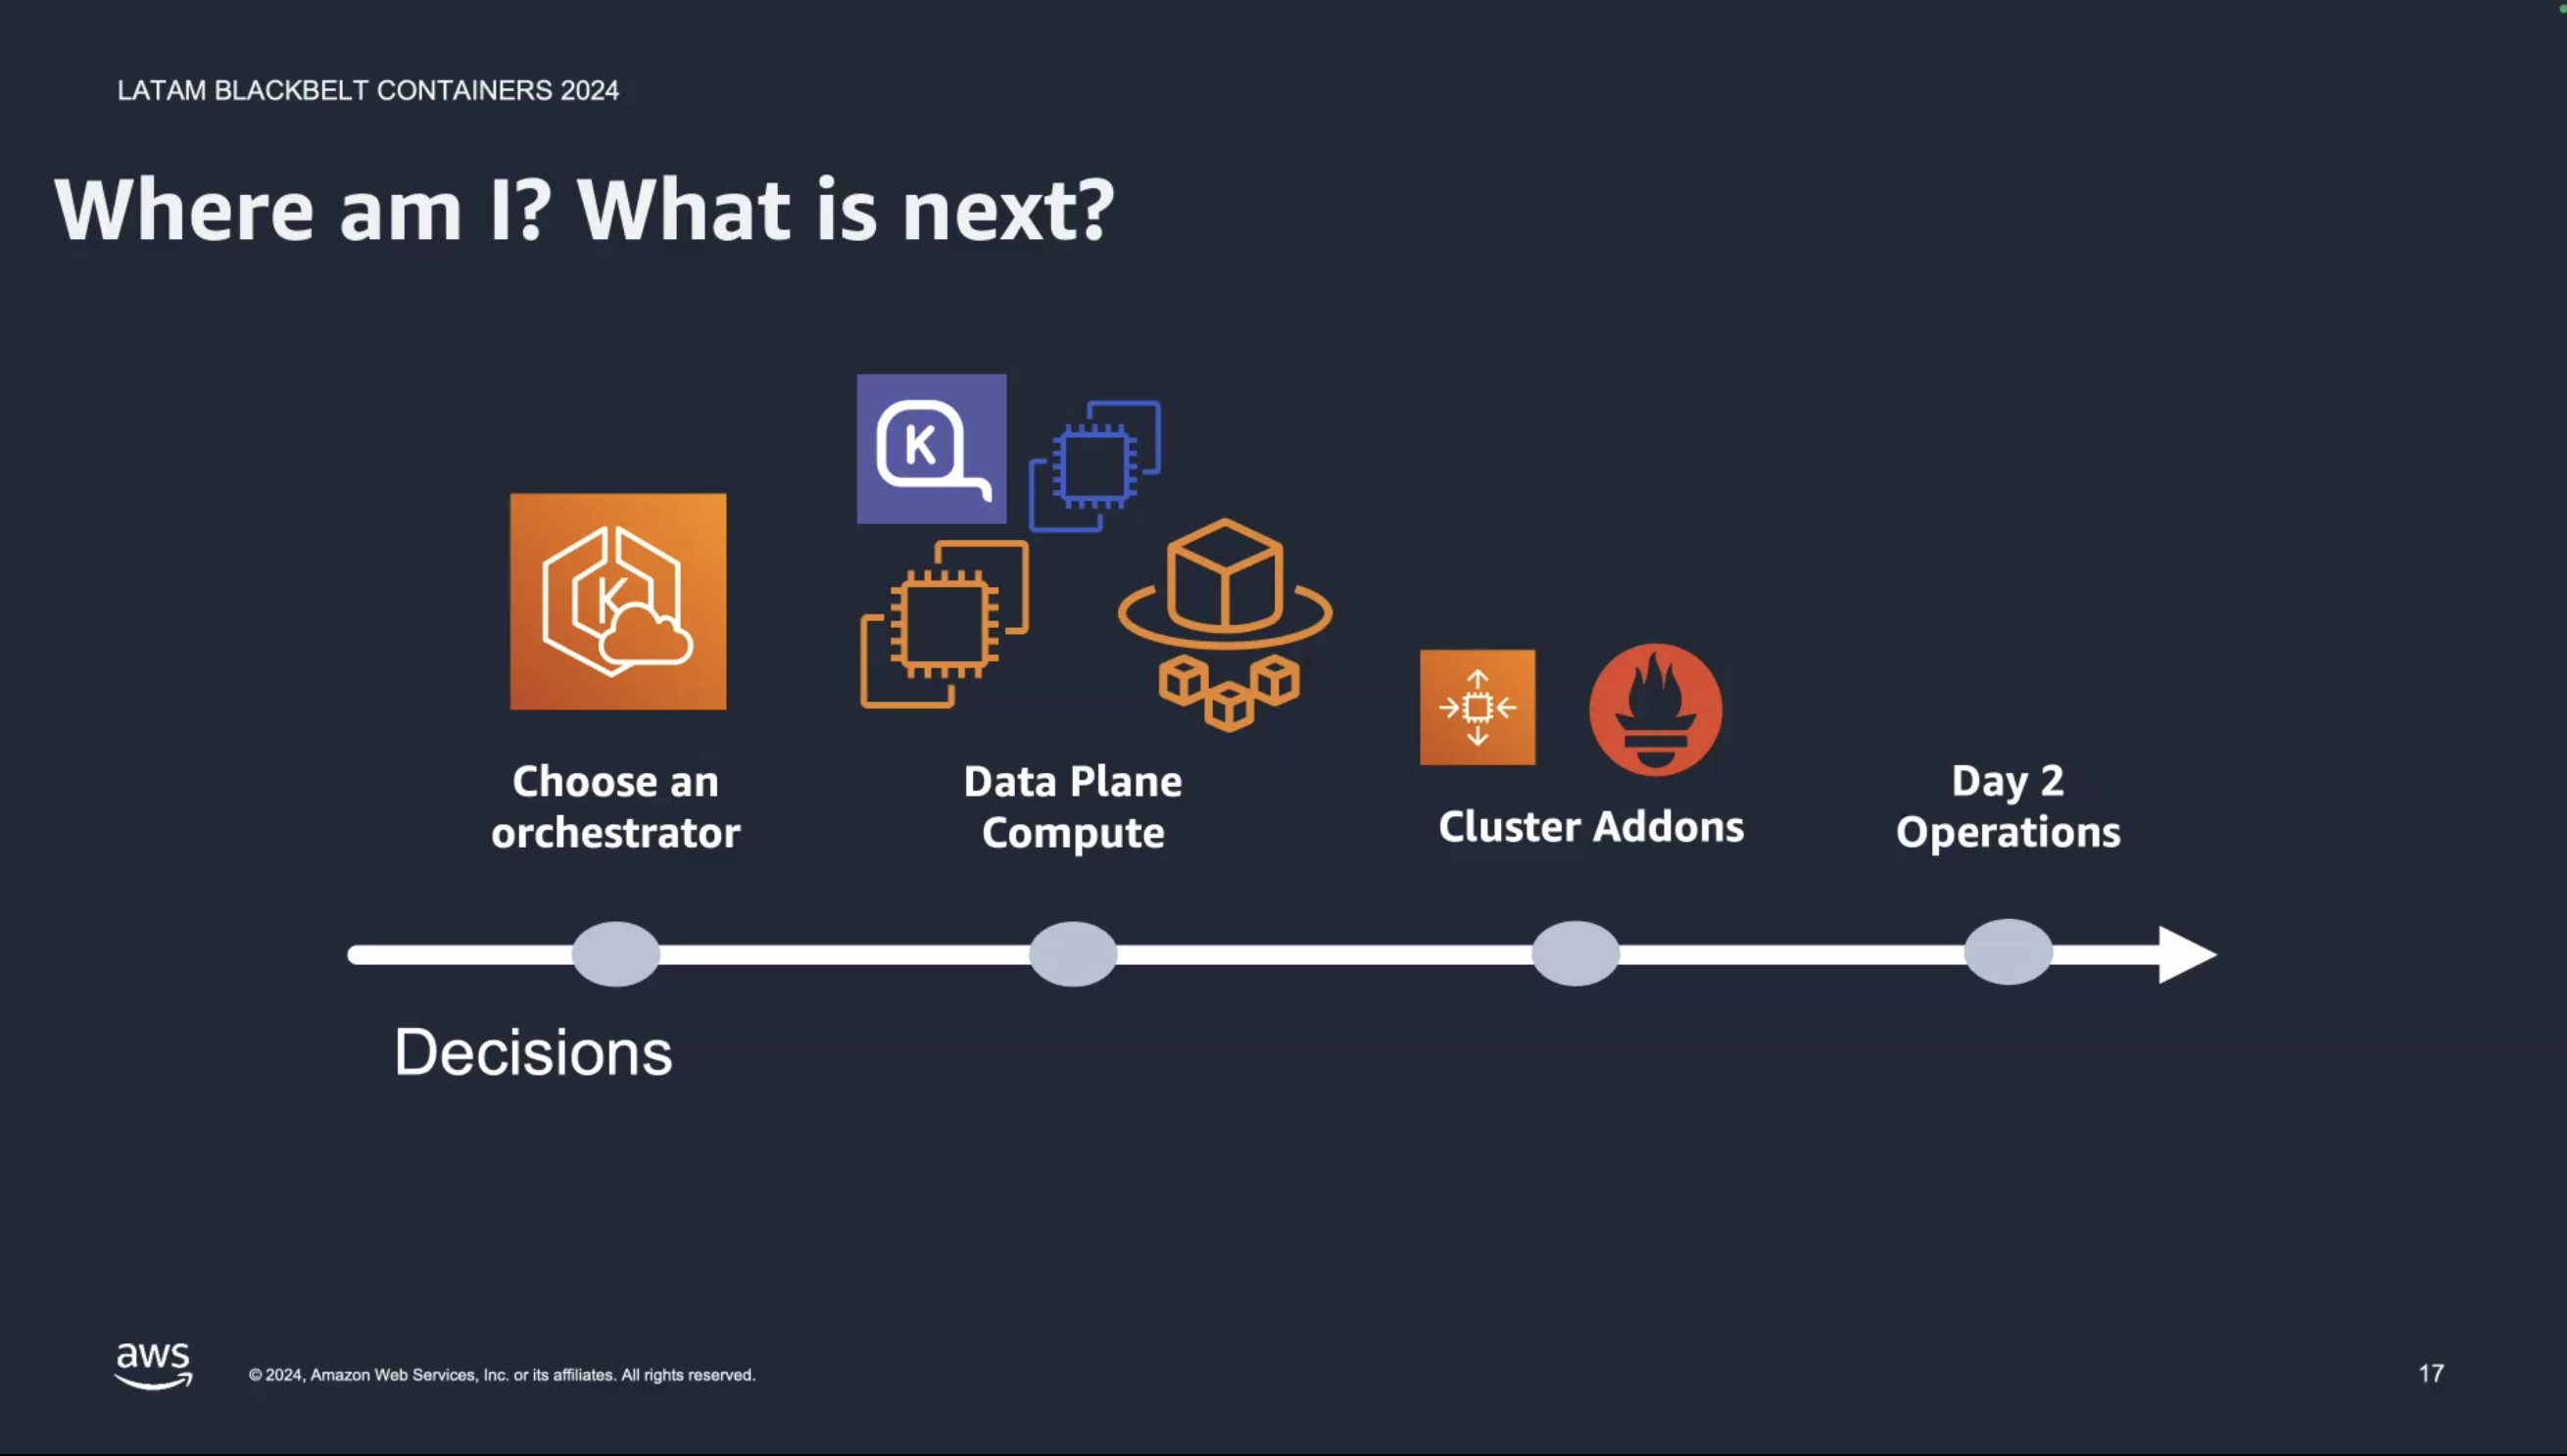 LATAM BLACKBELT CONTAINERS 2024
Where am I? What is next?
K
K
Choose an
orchestrator
Data Plane
Compute
Cluster Addons
Day 2
Operations
Decisions
aws
© 2024, Amazon Web Services, Inc. or its affiliates. All rights reserved.
17